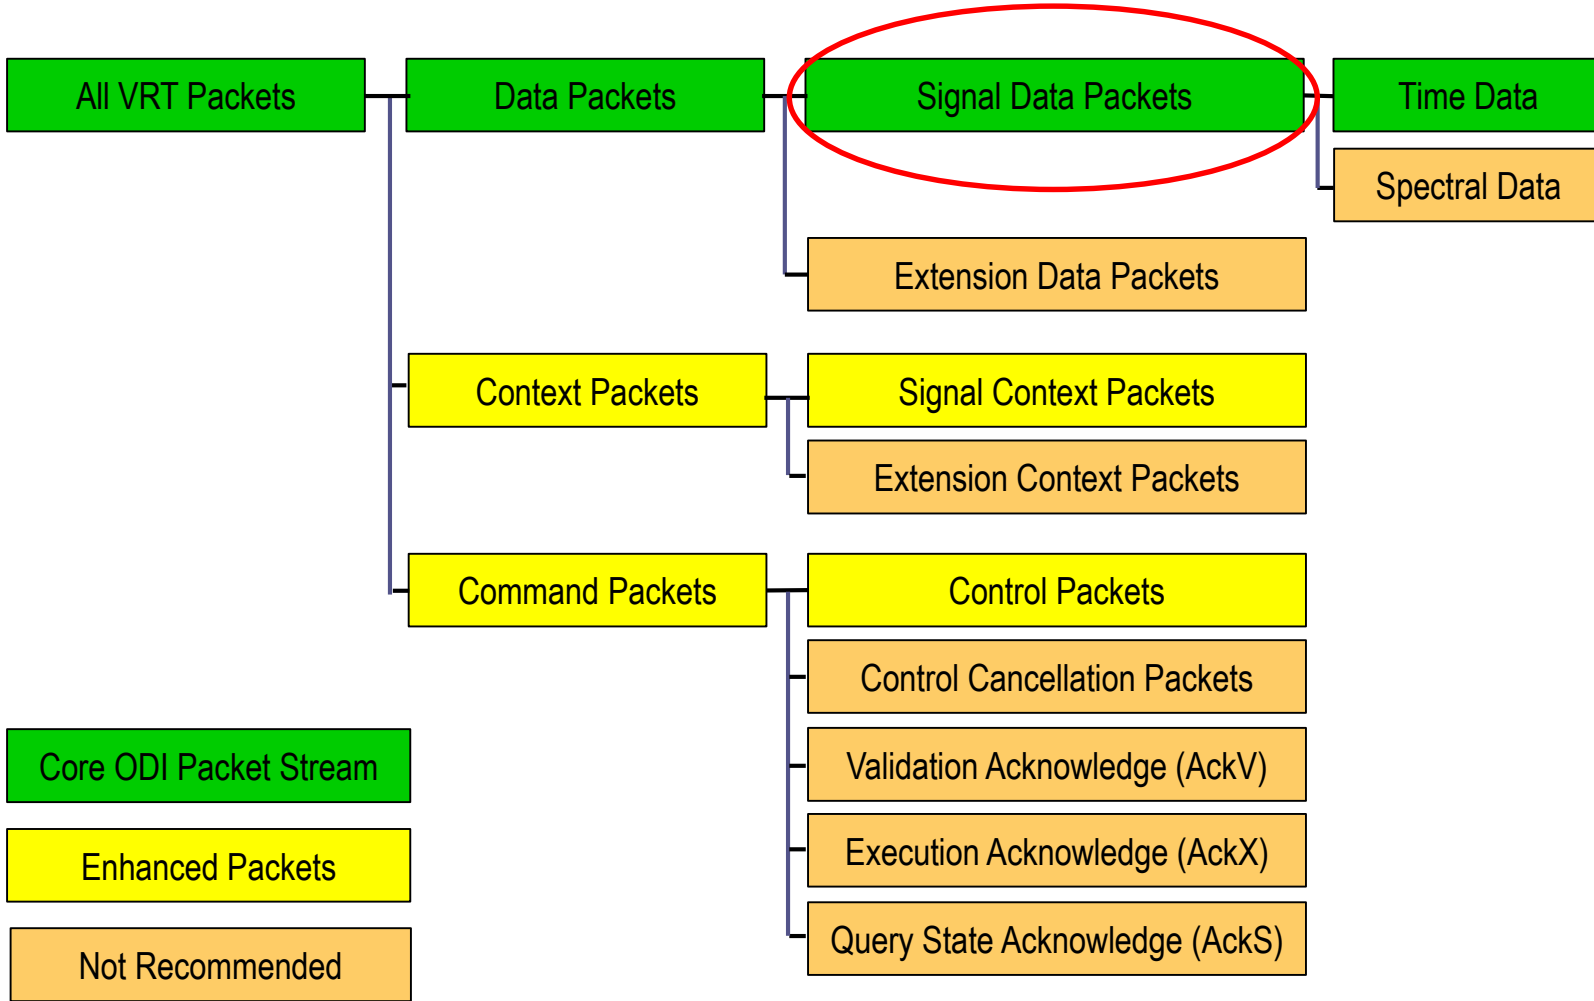 All VRT Packets
Data Packets
Signal Data Packets
Time Data
Spectral Data
Extension Data Packets
Context Packets
Signal Context Packets
Extension Context Packets
Command Packets
Control Packets
Control Cancellation Packets
Validation Acknowledge (AckV)
Execution Acknowledge (AckX)
Query State Acknowledge (AckS)
Core ODI Packet Stream
Enhanced Packets
Not Recommended